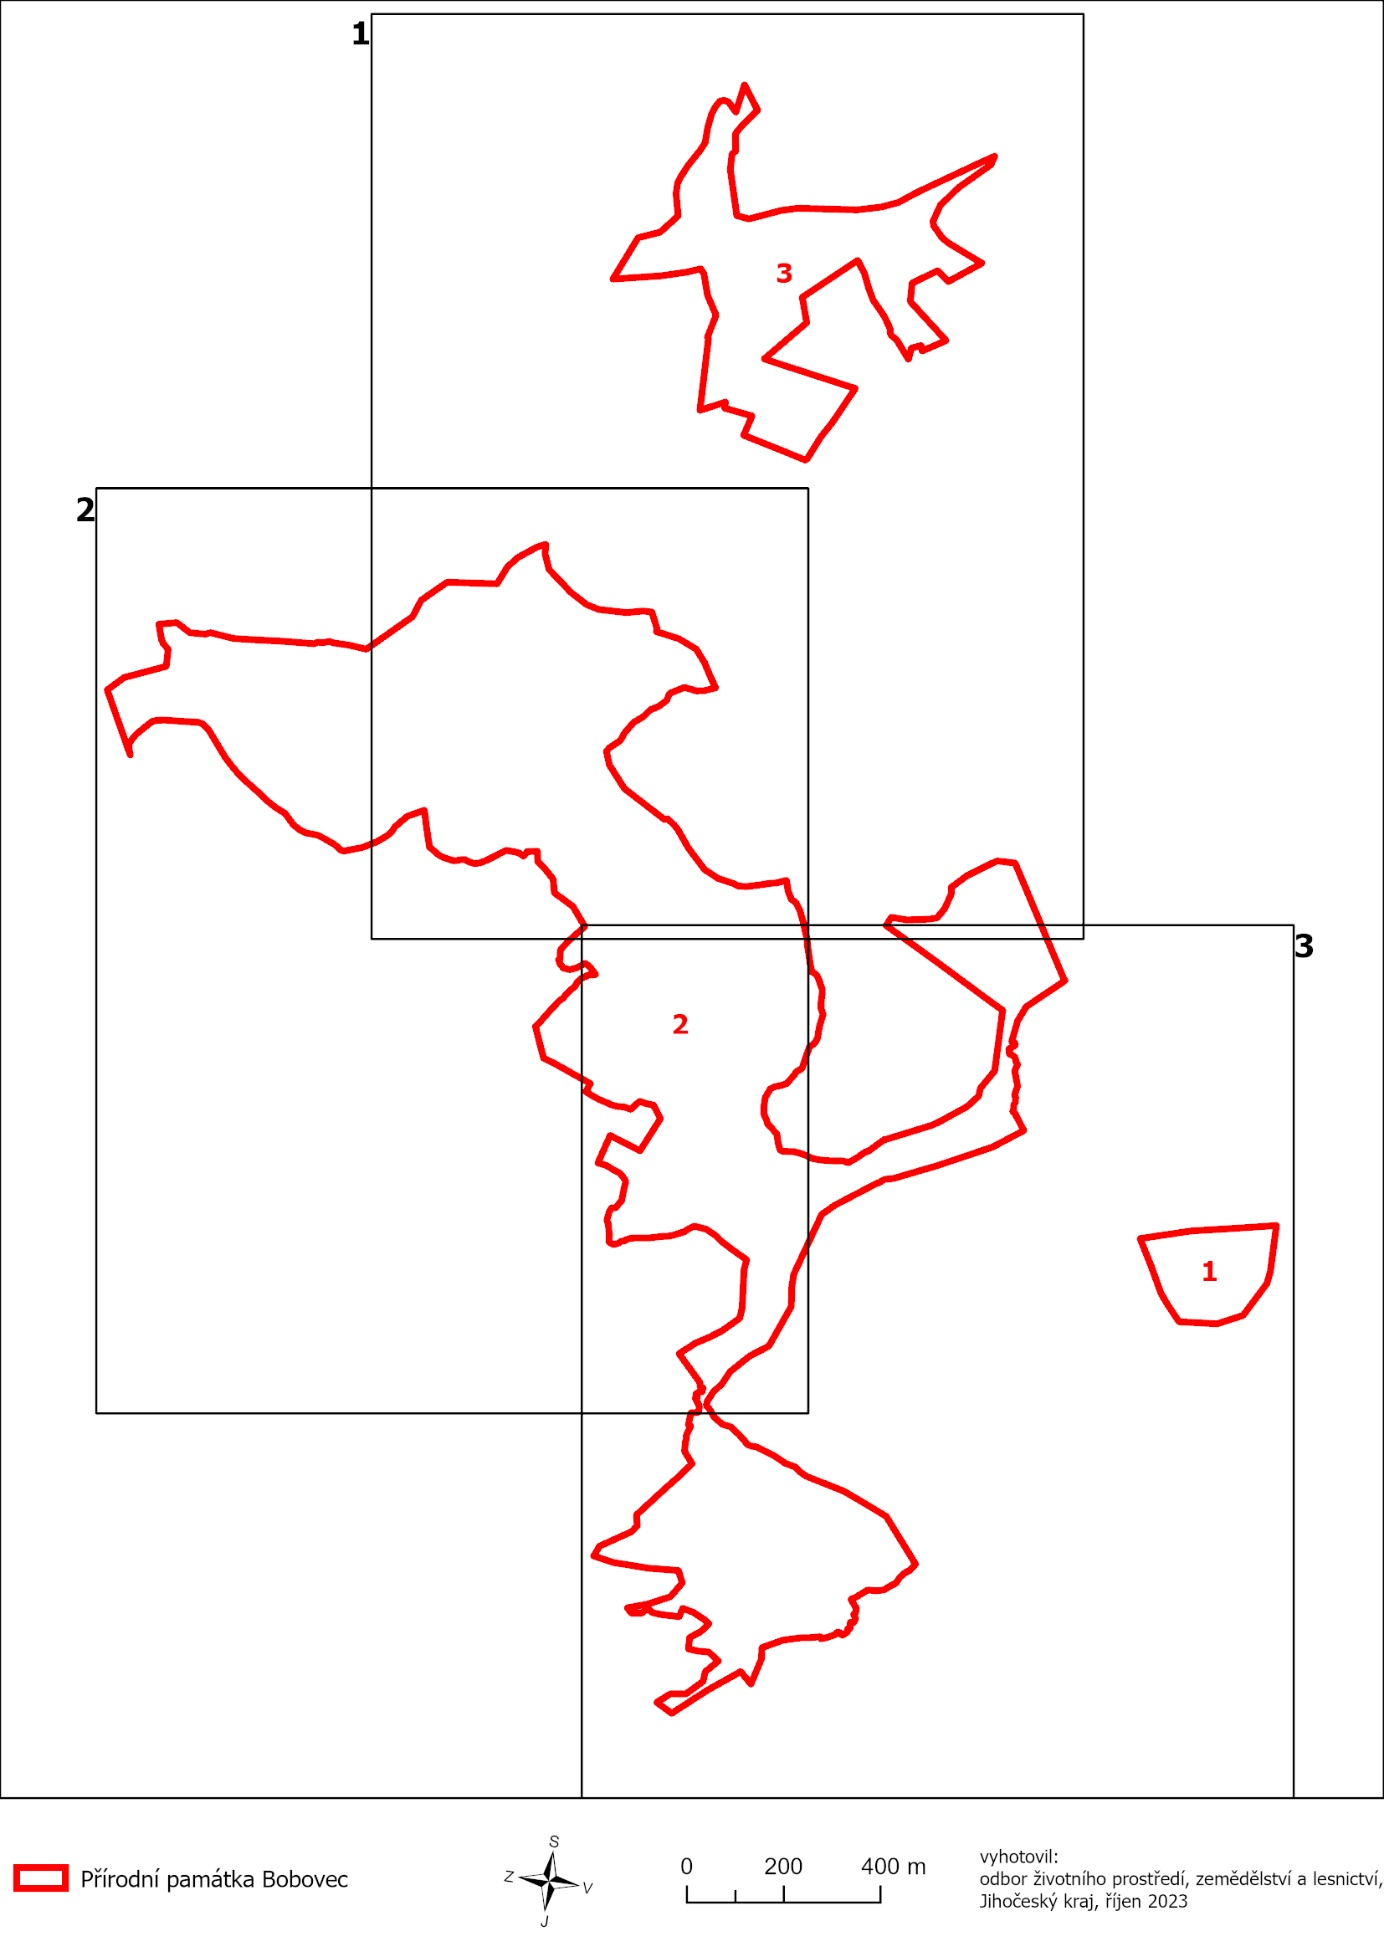 1
3
2
3
2
1
Přírodní památka Bobovec
S
Z
V
J
0 200 400 m
vyhotovil:
odbor životního prostředí, zemědělství a lesnictví,
Jihočeský kraj, říjen 2023